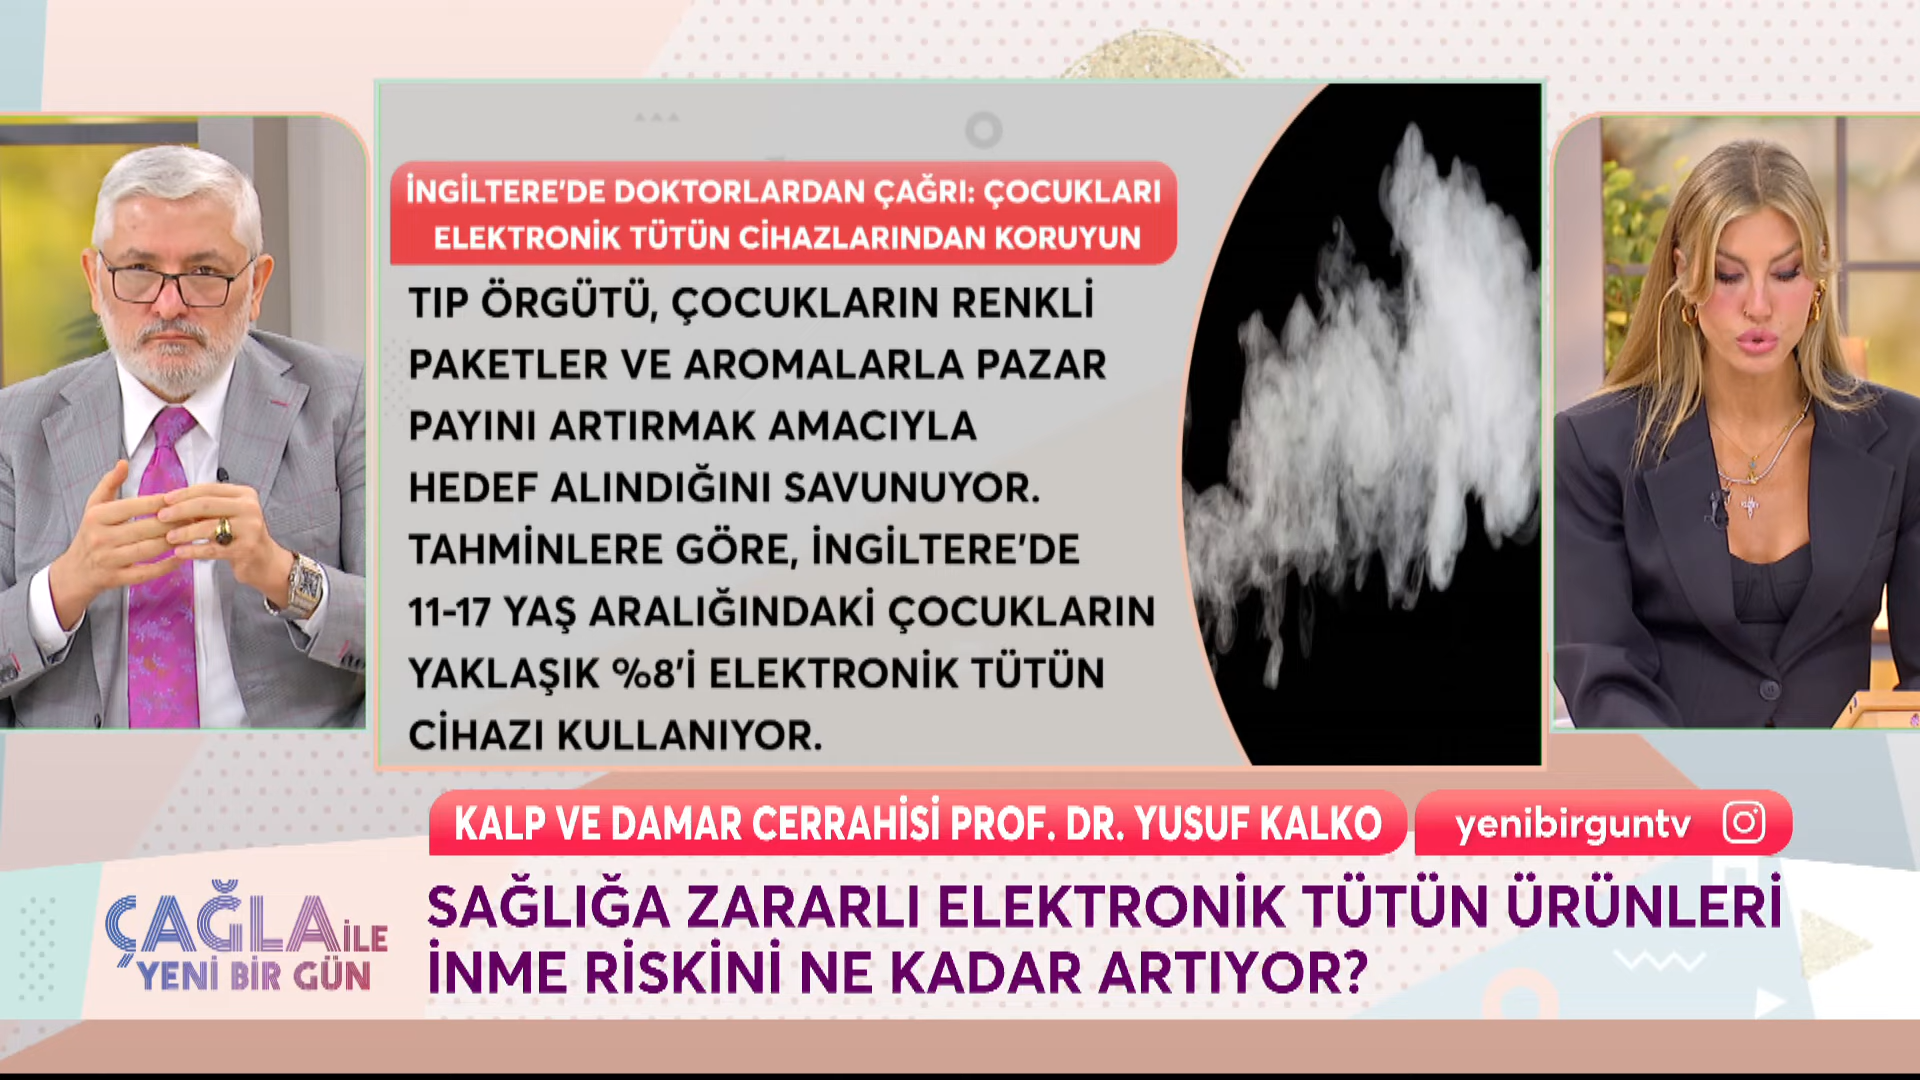 İNGİLTERE'DE DOKTORLARDAN ÇAĞRI: ÇOCUKLARI
ELEKTRONİK TÜTÜN CİHAZLARINDAN KORUYUN
TIP ÖRGÜTÜ, ÇOCUKLARIN RENKLİ
PAKETLER VE AROMALARLA PAZAR
PAYINI ARTIRMAK AMACIYLA
HEDEF ALINDIĞINI SAVUNUYOR.
TAHMİNLERE GÖRE, İNGİLTERE'DE
11-17 YAŞ ARALIĞINDAKİ ÇOCUKLARIN
YAKLAŞIK %8'İ ELEKTRONİK TÜTÜN
CİHAZI KULLANIYOR.
KALP VE DAMAR CERRAHİSİ PROF. DR. YUSUF KALKO
yenibirguntv
SAĞLIĞA ZARARLI ELEKTRONİK TÜTÜN ÜRÜNLERİ
İNME RİSKİNİ NE KADAR ARTIYOR?
ÇAĞLA İLE
YENİ BİR GÜN